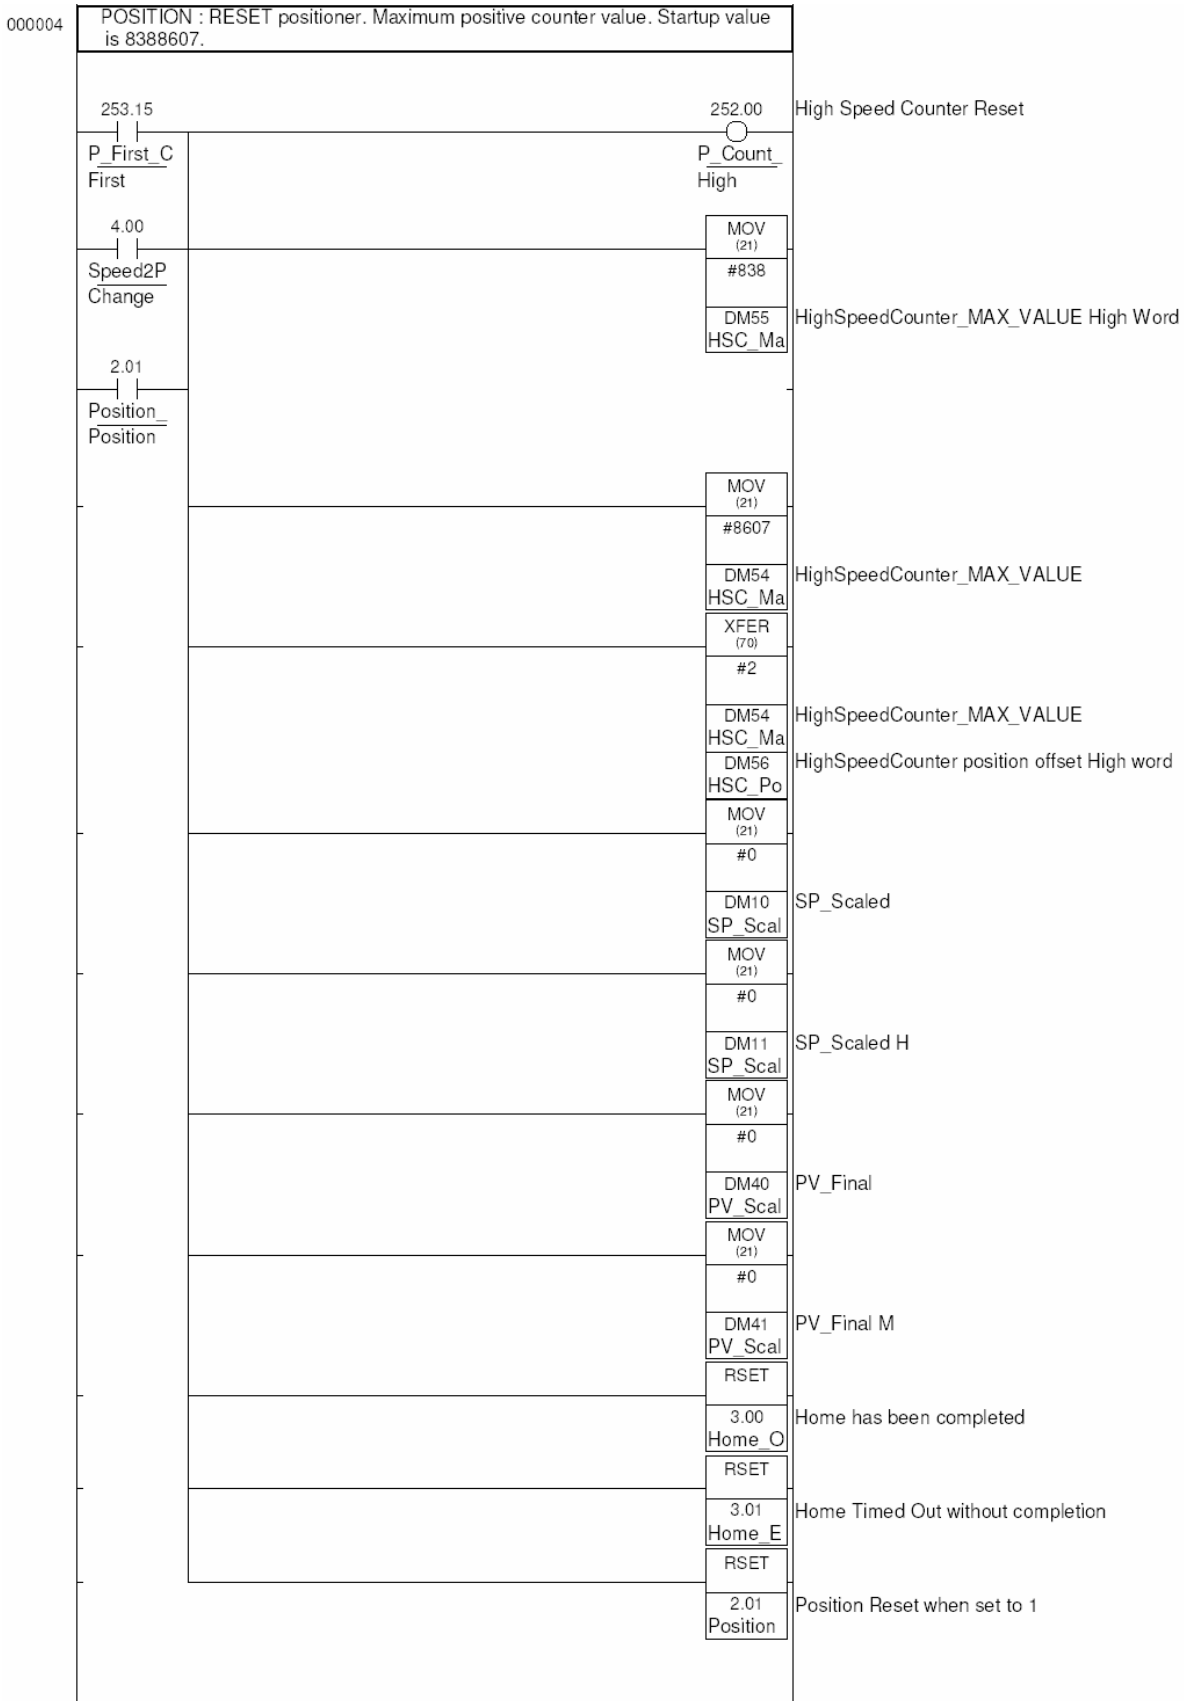 000004
POSITION : RESET positioner. Maximum positive counter value. Startup value
is 8388607.
253.15
P_First_C
First
252.00
High Speed Counter Reset
P_Count_
High
4.00
Speed2P
Change
MOV
(21)
#838
DM55
HSC_Ma
HighSpeedCounter_MAX_VALUE High Word
2.01
Position_
Position
MOV
(21)
#8607
DM54
HSC_Ma
HighSpeedCounter_MAX_VALUE
XFER
(70)
#2
DM54
HSC_Ma
HighSpeedCounter_MAX_VALUE
DM56
HSC_Po
HighSpeedCounter position offset High word
MOV
(21)
#0
DM10
SP_Scal
SP_Scaled
MOV
(21)
#0
DM11
SP_Scal
SP_Scaled H
MOV
(21)
#0
DM40
PV_Scal
PV_Final
MOV
(21)
#0
DM41
PV_Scal
PV_Final M
RSET
3.00
Home_O
Home has been completed
RSET
3.01
Home_E
Home Timed Out without completion
RSET
2.01
Position
Position Reset when set to 1